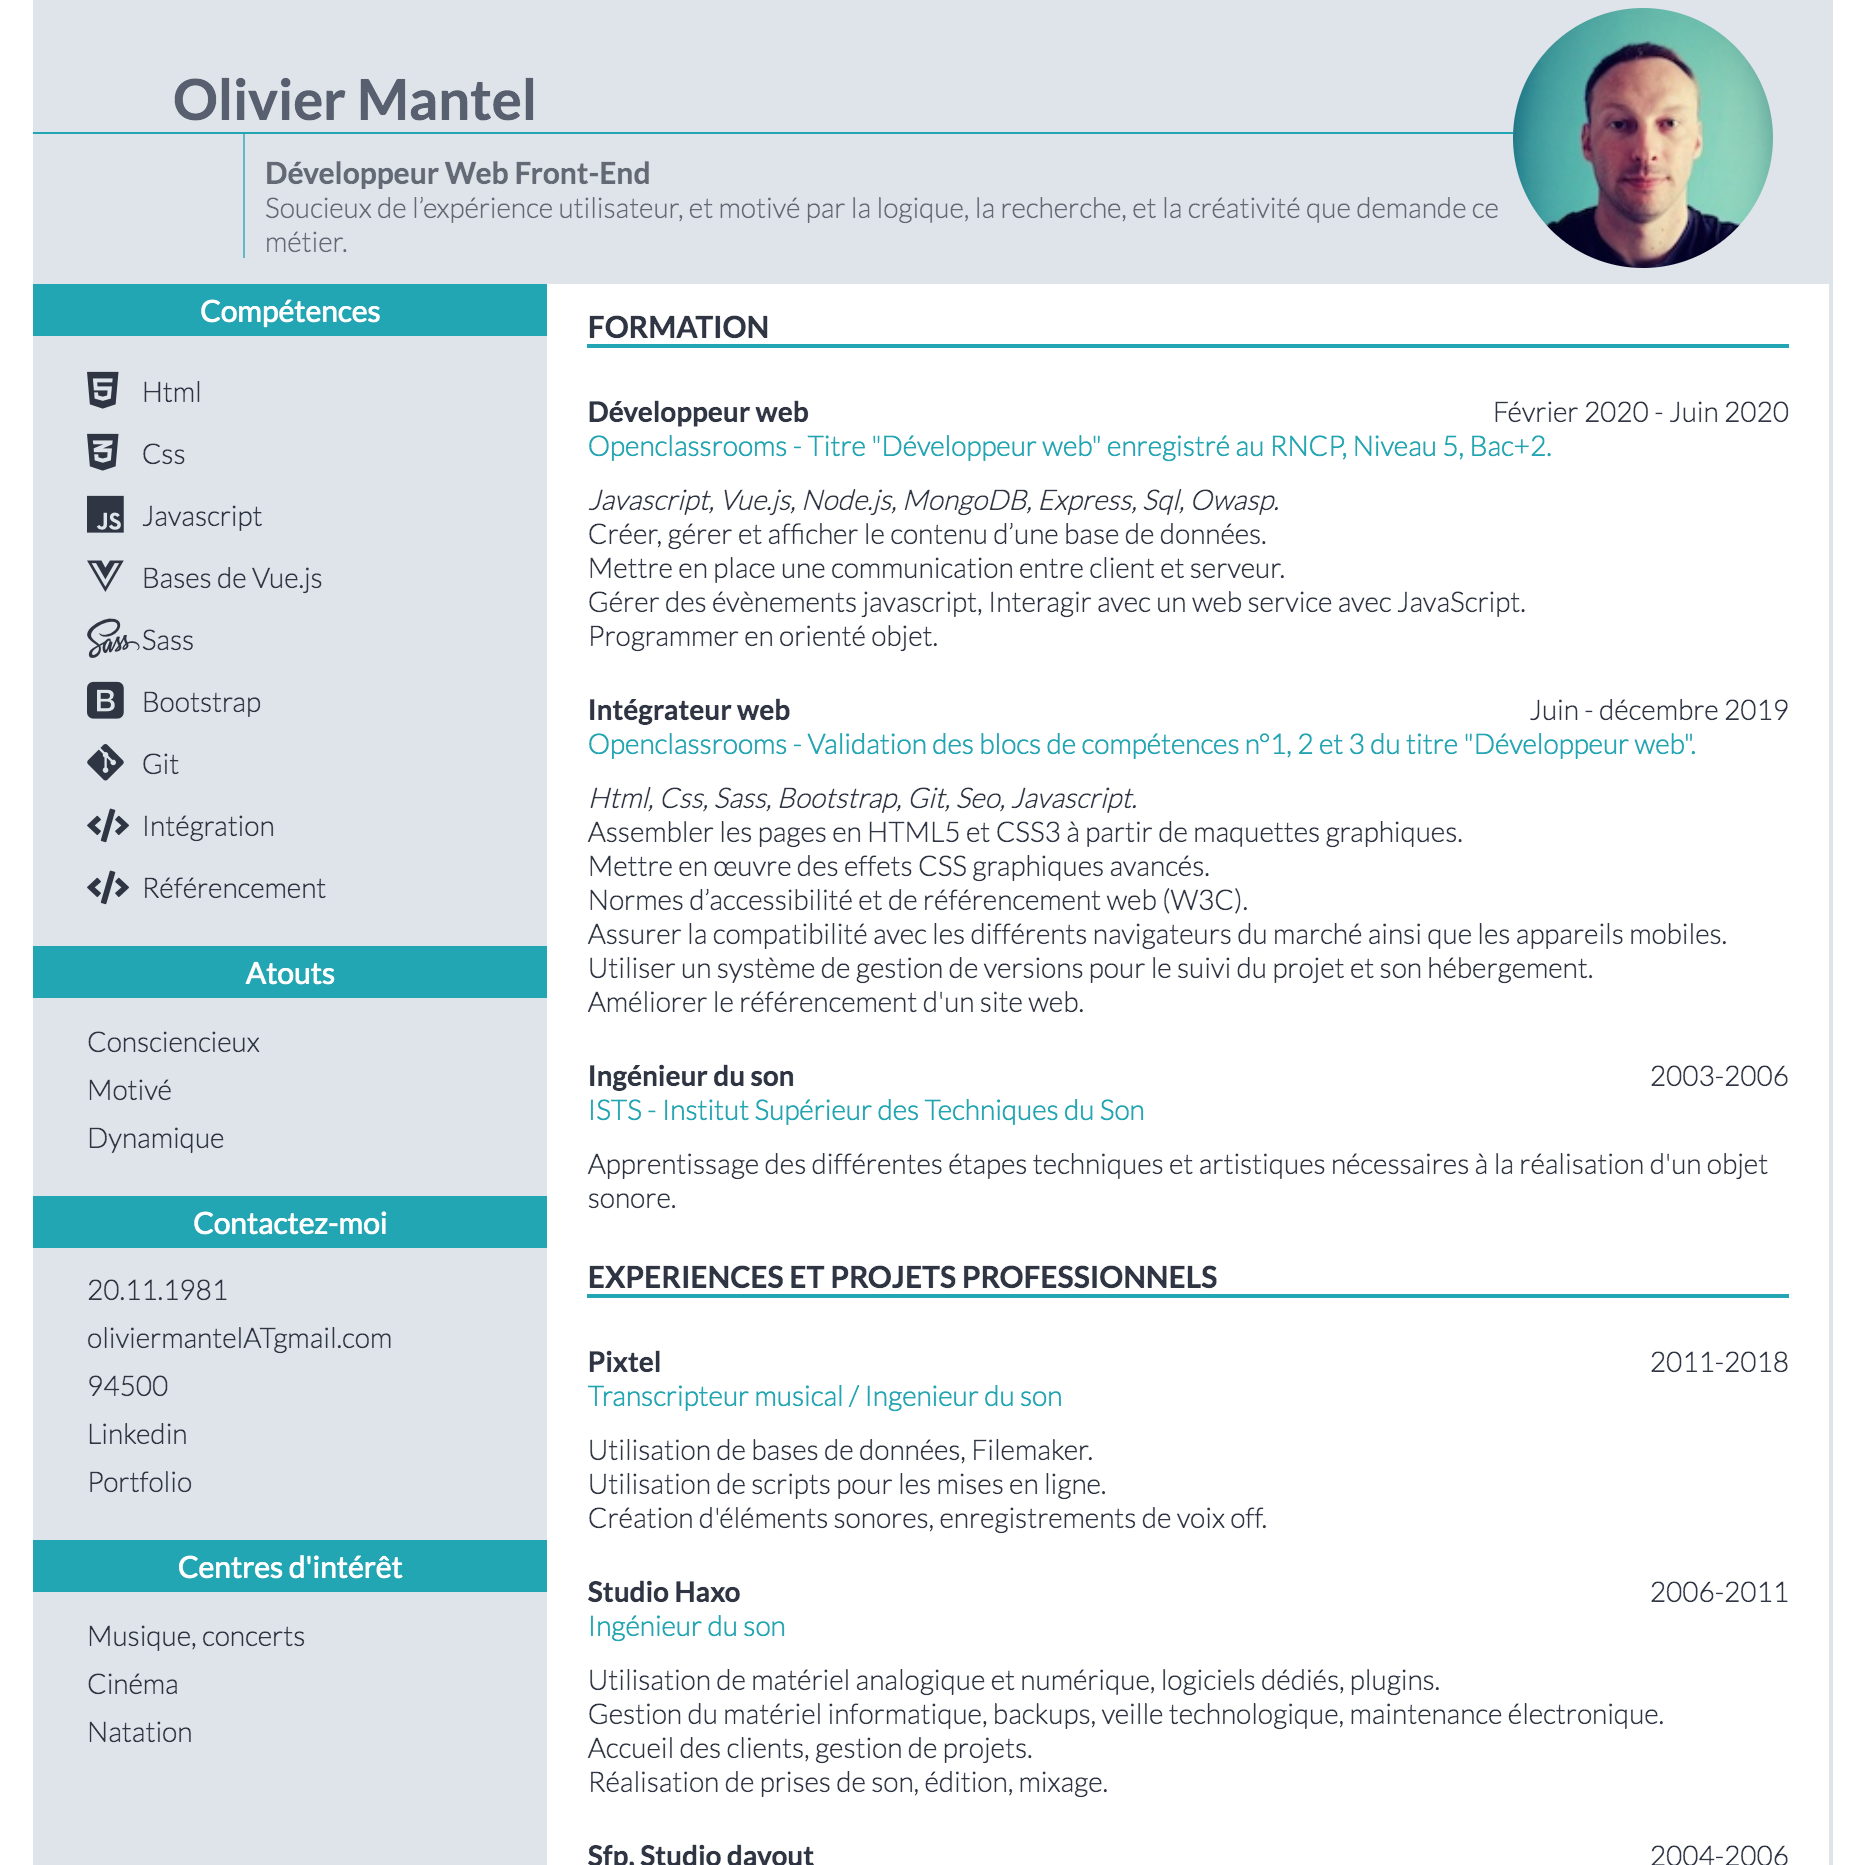 Olivier Mantel
Développeur Web Front-End
Soucieux de l’expérience utilisateur, et motivé par la logique, la recherche, et la créativité que demande ce
métier.
Compétences
Html
Css
JS Javascript
Bases de Vue.js
Sass Sass
B Bootstrap
Git
</> Intégration
</> Référencement
Atouts
Consciencieux
Motivé
Dynamique
Contactez-moi
20.11.1981
oliviermantelATgmail.com
94500
Linkedin
Portfolio
Centres d'intérêt
Musique, concerts
Cinéma
Natation
FORMATION
Développeur web Février 2020 - Juin 2020
Openclassrooms - Titre "Développeur web" enregistré au RNCP, Niveau 5, Bac+2.
Javascript, Vue.js, Node.js, MongoDB, Express, Sql, Owasp.
Créer, gérer et afficher le contenu d’une base de données.
Mettre en place une communication entre client et serveur.
Gérer des évènements javascript, Interagir avec un web service avec JavaScript.
Programmer en orienté objet.
Intégrateur web Juin - décembre 2019
Openclassrooms - Validation des blocs de compétences n°1, 2 et 3 du titre "Développeur web".
Html, Css, Sass, Bootstrap, Git, Seo, Javascript.
Assembler les pages en HTML5 et CSS3 à partir de maquettes graphiques.
Mettre en œuvre des effets CSS graphiques avancés.
Normes d’accessibilité et de référencement web (W3C).
Assurer la compatibilité avec les différents navigateurs du marché ainsi que les appareils mobiles.
Utiliser un système de gestion de versions pour le suivi du projet et son hébergement.
Améliorer le référencement d'un site web.
Ingénieur du son 2003-2006
ISTS - Institut Supérieur des Techniques du Son
Apprentissage des différentes étapes techniques et artistiques nécessaires à la réalisation d'un objet
sonore.
EXPERIENCES ET PROJETS PROFESSIONNELS
Pixtel 2011-2018
Transcripteur musical / Ingenieur du son
Utilisation de bases de données, Filemaker.
Utilisation de scripts pour les mises en ligne.
Création d'éléments sonores, enregistrements de voix off.
Studio Haxo 2006-2011
Ingénieur du son
Utilisation de matériel analogique et numérique, logiciels dédiés, plugins.
Gestion du matériel informatique, backups, veille technologique, maintenance électronique.
Accueil des clients, gestion de projets.
Réalisation de prises de son, édition, mixage.
Sfp, Studio davout 2004-2006